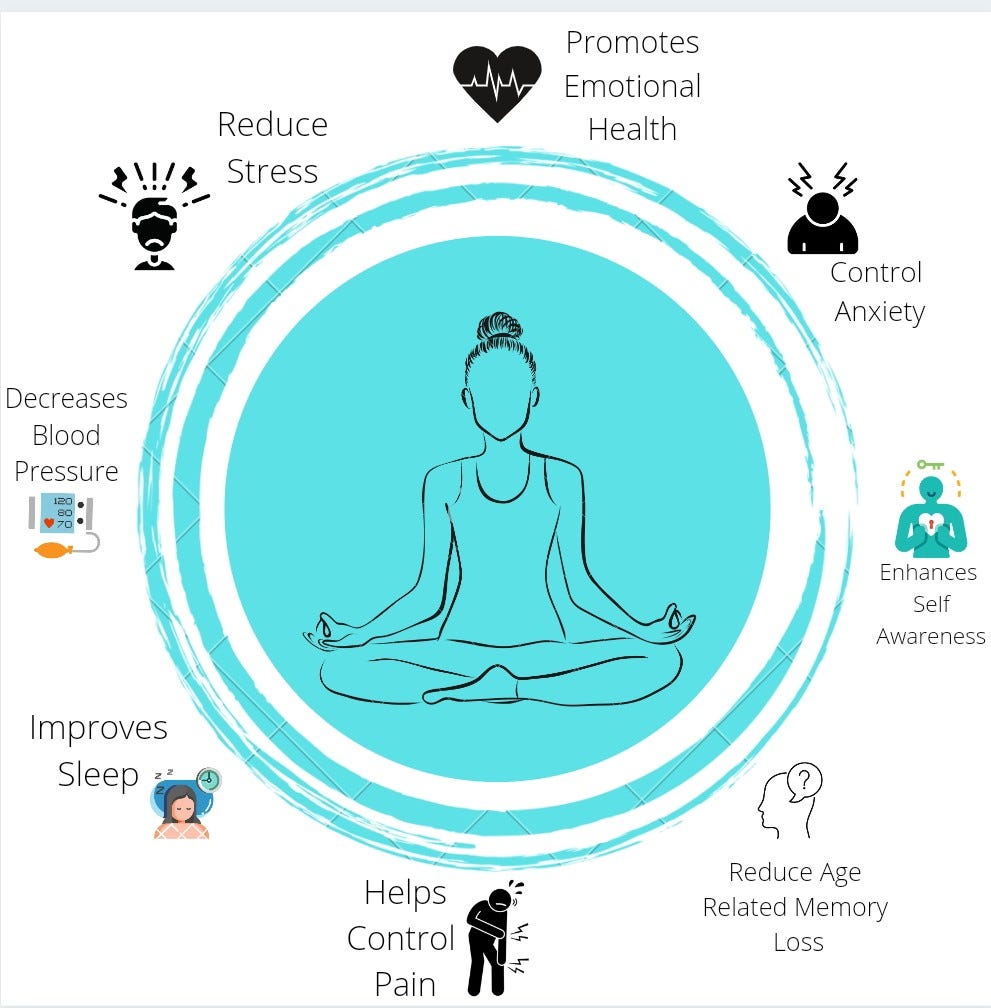 Promotes
Emotional
Health
Reduce
Stress
Control
Anxiety
Decreases
Blood
Pressure
120
80
70
Enhances
Self
Awareness
Improves
Sleep
z z
z
?
Reduce Age
Related Memory
Loss
Helps
Control
Pain